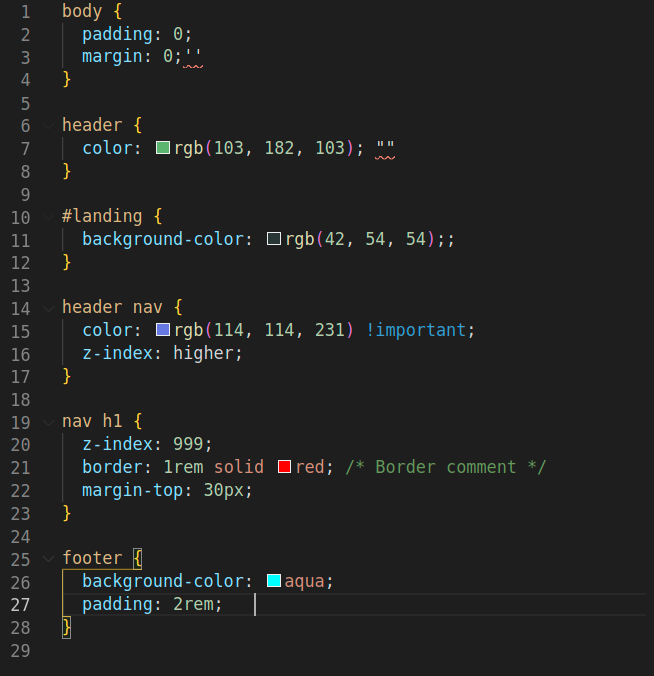 1 body {
2   padding: 0;
3   margin: 0;''
4 }
5
6 header {
7   color: rgb(103, 182, 103); ""
8 }
9
10 #landing {
11   background-color: rgb(42, 54, 54);;
12 }
13
14 header nav {
15   color: rgb(114, 114, 231) !important;
16   z-index: higher;
17 }
18
19 nav h1 {
20   z-index: 999;
21   border: 1rem solid red; /* Border comment */
22   margin-top: 30px;
23 }
24
25 footer {
26   background-color: aqua;
27   padding: 2rem;
28 }
29